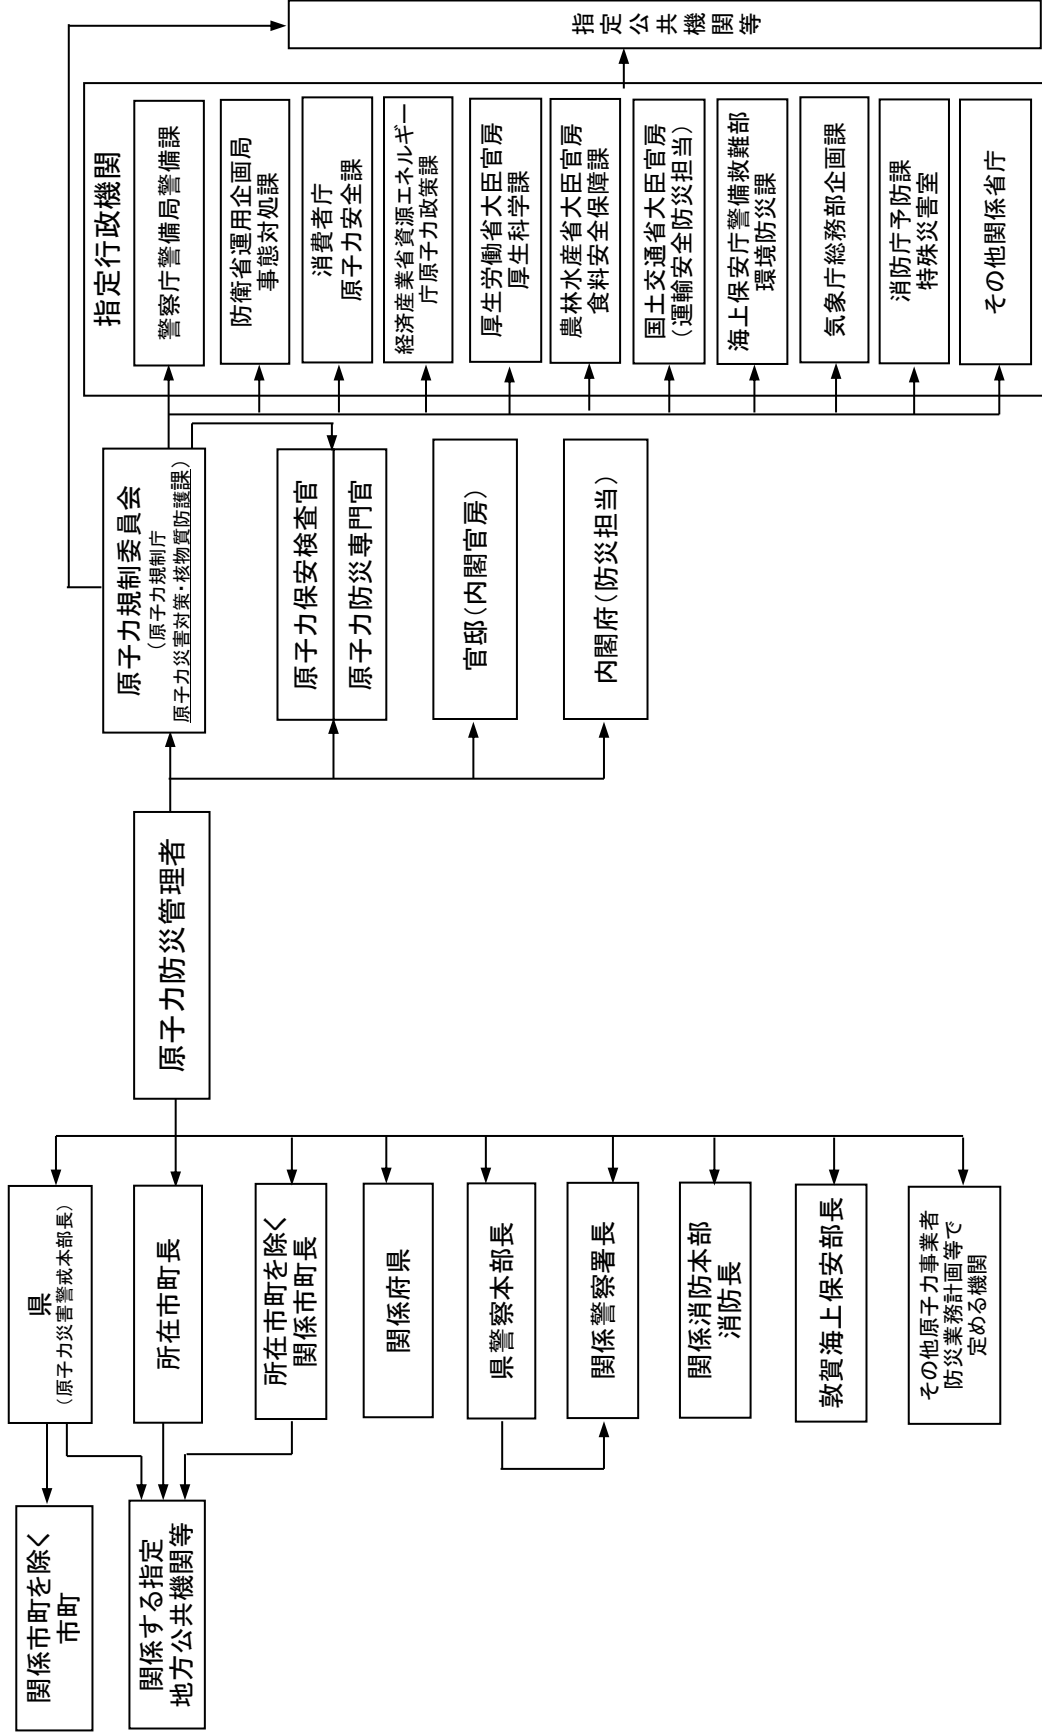 関係市町を除く
市町
関係する指定
地方公共機関等
県
（原子力災害警戒本部長）
所在市町長
所在市町を除く
関係市町長
関係府県
県警察本部長
関係警察署長
関係消防本部
消防長
敦賀海上保安部長
その他原子力事業者
防災業務計画等で
定める機関
原子力防災管理者
原子力規制委員会
（原子力規制庁
原子力災害対策・核物質防護課）
原子力保安検査官
原子力防災専門官
官邸（内閣官房）
内閣府（防災担当）
指定行政機関
警察庁警備局警備課
防衛省運用企画局
事態対処課
消費者庁
原子力安全課
経済産業省資源エネルギー
庁原子力政策課
厚生労働省大臣官房
厚生科学課
農林水産省大臣官房
食料安全保障課
国土交通省大臣官房
（運輸安全防災担当）
海上保安庁警備救難部
環境防災課
気象庁総務部企画課
消防庁予防課
特殊災害室
その他関係省庁
指定公共機関等